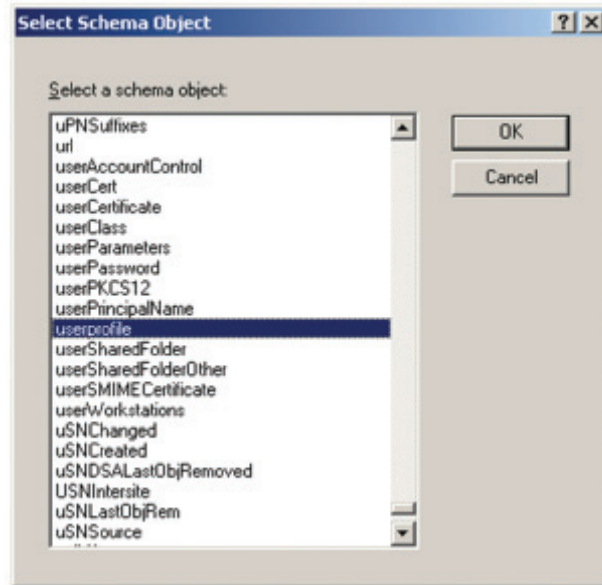 Select Schema Object
Select a schema object:
uPNSuffixes
url
userAccountControl
userCert
userCertificate
userClass
userParameters
userPassword
userPKCS12
userPrincipalName
userprofile
userSharedFolder
userSharedFolderOther
userSMIMECertificate
userWorkstations
uSNChanged
uSNCreated
uSNDSALastObjRemoved
USNIntersite
uSNLastObjRem
uSNSource
OK
Cancel